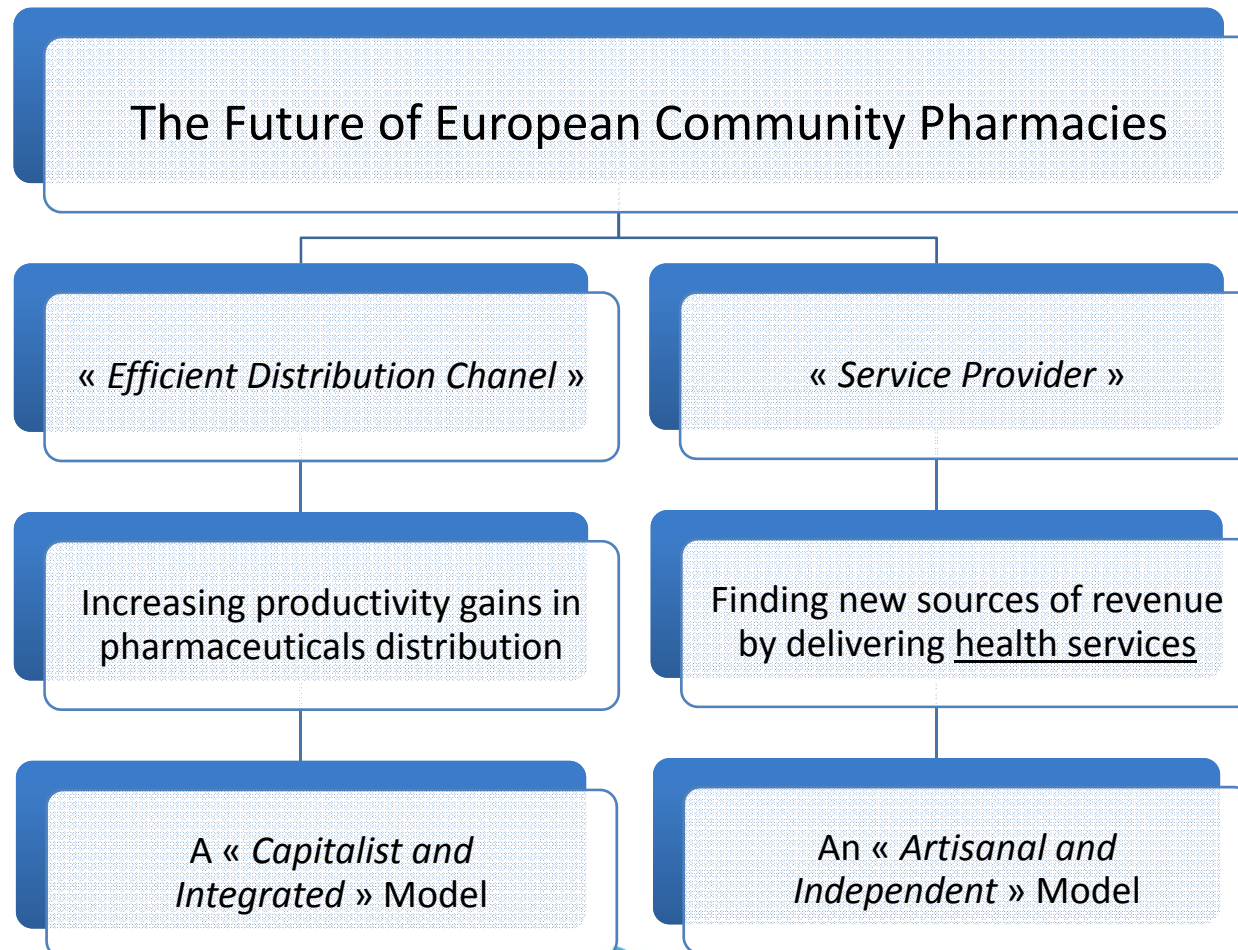 The Future of European Community Pharmacies
« Efficient Distribution Chanel »
« Service Provider »
Increasing productivity gains in
pharmaceuticals distribution
Finding new sources of revenue
by delivering health services
A « Capitalist and
Integrated » Model
An « Artisanal and
Independent » Model